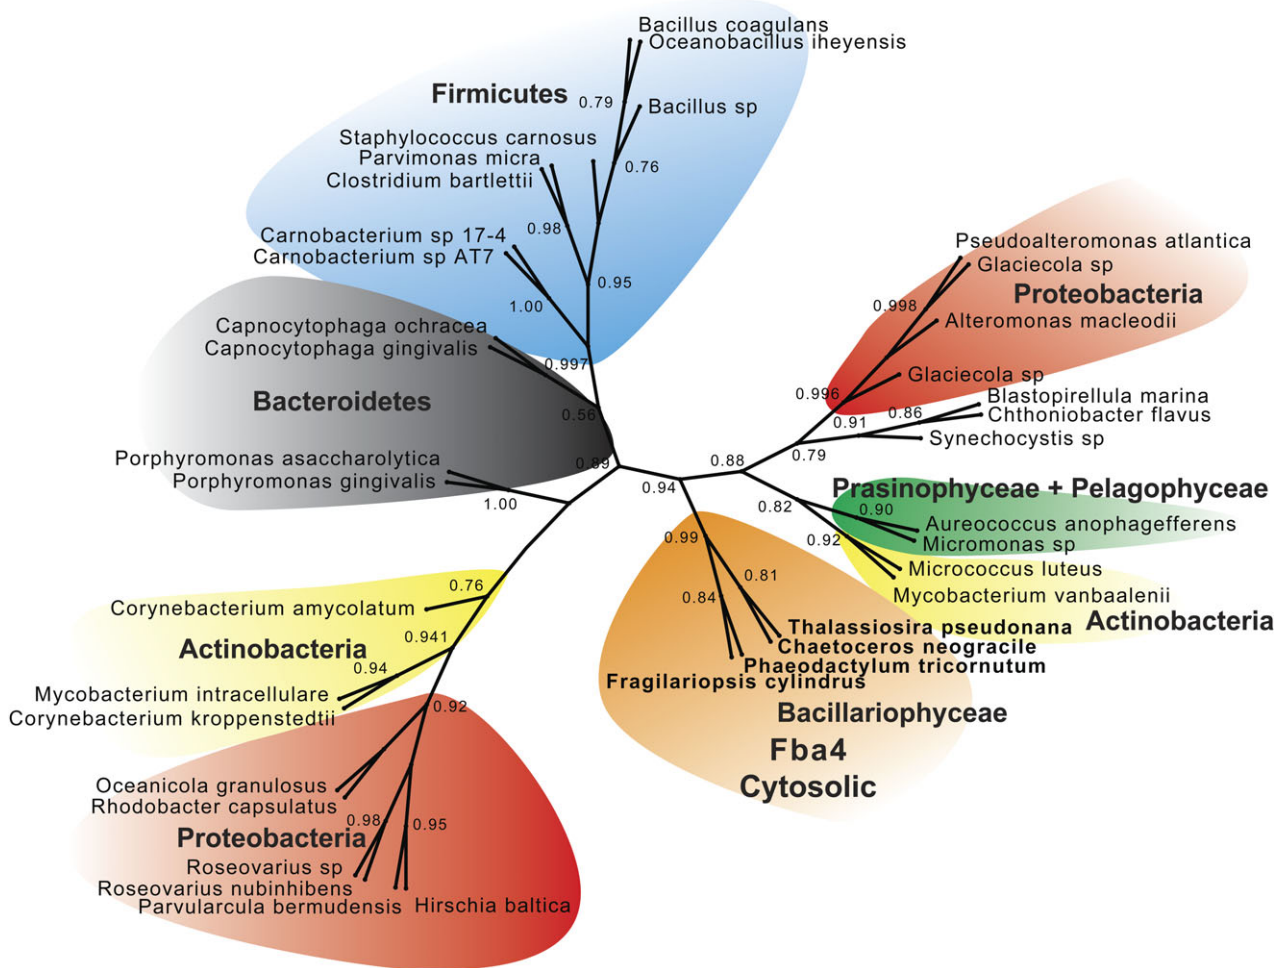 Bacillus coagulans
Oceanobacillus iheyensis
Firmicutes
0.79
Bacillus sp
Staphylococcus carnosus
Parvimonas micra
0.76
Clostridium bartlettii
0.98
Carnobacterium sp 17-4
Carnobacterium sp AT7
0.95
1.00
Capnocytophaga ochracea
Capnocytophaga gingivalis
0.997
Bacteroidetes
0.56
Porphyromonas asaccharolytica
0.89
Porphyromonas gingivalis
1.00
Pseudoalteromonas atlantica
Glaciecola sp
Proteobacteria
0.998
Alteromonas macleodii
Glaciecola sp
0.996
Blastopirellula marina
0.86
Chthoniobacter flavus
0.91
Synechocystis sp
0.79
0.88
0.94
Prasinophyceae + Pelagophyceae
0.82
0.90
Aureococcus anophagefferens
0.92
Micromonas sp
Micrococcus luteus
Mycobacterium vanbaalenii
Actinobacteria
0.99
0.81
0.84
Thalassiosira pseudonana
Chaetoceros neogracile
Phaeodactylum tricornutum
Fragilariopsis cylindrus
Bacillariophyceae
Fba4
Cytosolic
0.76
Corynebacterium amycolatum
0.941
Actinobacteria
0.94
Mycobacterium intracellulare
Corynebacterium kroppenstedtii
0.92
Oceanicola granulosus
Rhodobacter capsulatus
0.98
0.95
Proteobacteria
Roseovarius sp
Roseovarius nubinhibens
Parvularcula bermudensis
Hirschia baltica